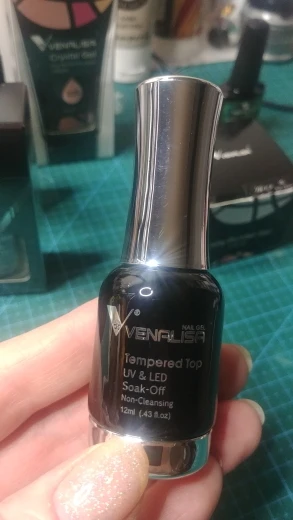 VENALISA
Crystal Gel
V®
NAIL GEL
VENALISA
Tempered Top
UV & LED
Soak-Off
Non-Cleansing
12ml (.43 fl.oz)